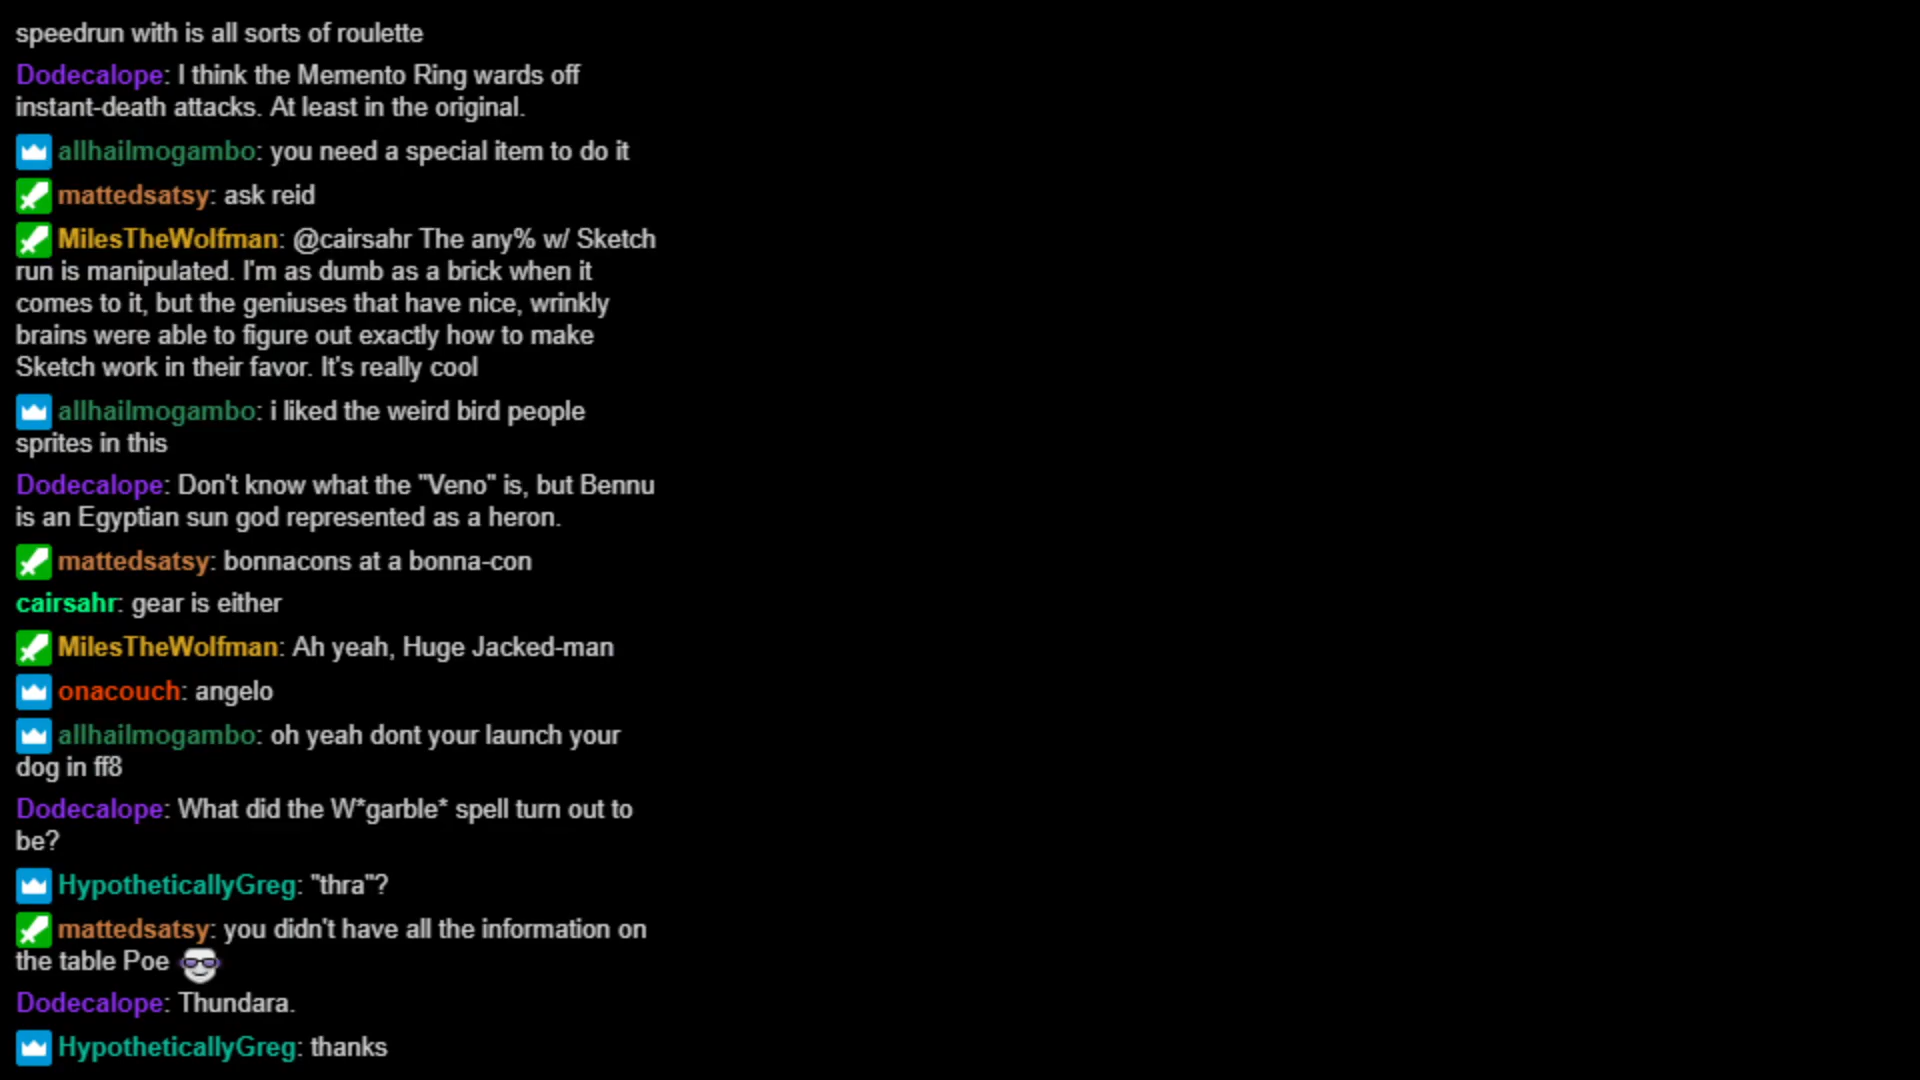 speedrun with is all sorts of roulette
Dodecalope: I think the Memento Ring wards off
instant-death attacks. At least in the original.
allhailmogambo: you need a special item to do it
mattedsatsy: ask reid
MilesTheWolfman: @cairsahr The any% w/ Sketch
run is manipulated. I'm as dumb as a brick when it
comes to it, but the geniuses that have nice, wrinkly
brains were able to figure out exactly how to make
Sketch work in their favor. It's really cool
allhailmogambo: i liked the weird bird people
sprites in this
Dodecalope: Don't know what the "Veno" is, but Bennu
is an Egyptian sun god represented as a heron.
mattedsatsy: bonnacons at a bonna-con
cairsahr: gear is either
MilesTheWolfman: Ah yeah, Huge Jacked-man
onacouch: angelo
allhailmogambo: oh yeah dont your launch your
dog in ff8
Dodecalope: What did the W*garble* spell turn out to
be?
HypotheticallyGreg: "thra"?
mattedsatsy: you didn't have all the information on
the table Poe
Dodecalope: Thundara.
HypotheticallyGreg: thanks